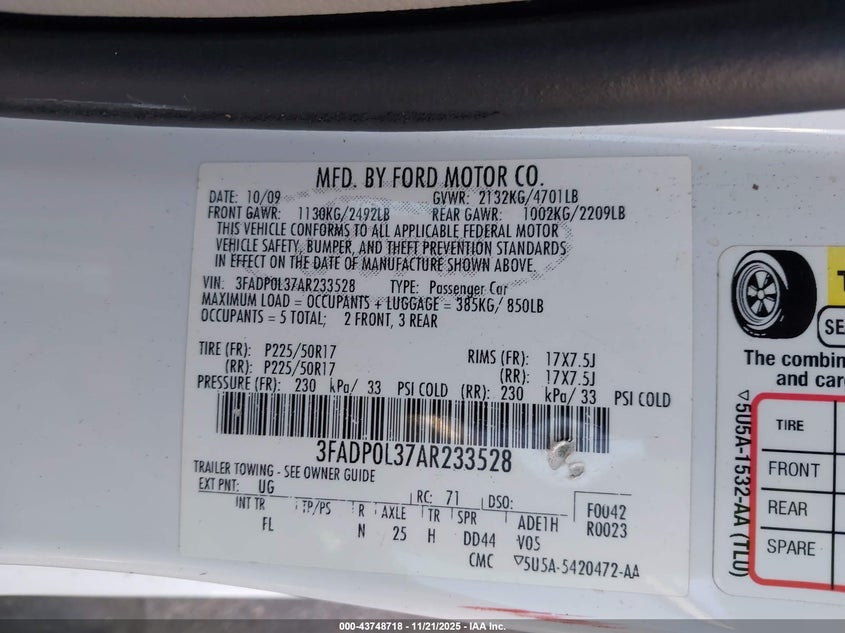 MFD. BY FORD MOTOR CO.
DATE: 10/09 GVWR: 2132KG/4701LB
FRONT GAWR: 1130KG/2492LB REAR GAWR: 1002KG/2209LB
THIS VEHICLE CONFORMS TO ALL APPLICABLE FEDERAL MOTOR
VEHICLE SAFETY, BUMPER, AND THEFT PREVENTION STANDARDS
IN EFFECT ON THE DATE OF MANUFACTURE SHOWN ABOVE.
VIN: 3FADP0L37AR233528 TYPE: Passenger Car
MAXIMUM LOAD = OCCUPANTS + LUGGAGE = 385KG/ 850LB
OCCUPANTS = 5 TOTAL; 2 FRONT, 3 REAR
TIRE (FR): P225/50R17 RIMS (FR): 17X7.5J
(RR): P225/50R17 (RR): 17X7.5J
PRESSURE (FR): 230 kPa/ 33 PSI COLD (RR): 230 kPa/ 33 PSI COLD
3FADP0L37AR233528
TRAILER TOWING - SEE OWNER GUIDE
EXT PNT: UG RC: 71 DSO: F0042
INT TR TP/PS R AXLE TR SPR ADE1H R0023
FL N 25 H DD44 V05
CMC ▽5U5A-5420472-AA
The combin
and carg
TIRE
FRONT
REAR
SPARE
▽5U5A-1532-AA (TL0)
000-43748718 - 11/21/2025 - IAA Inc.